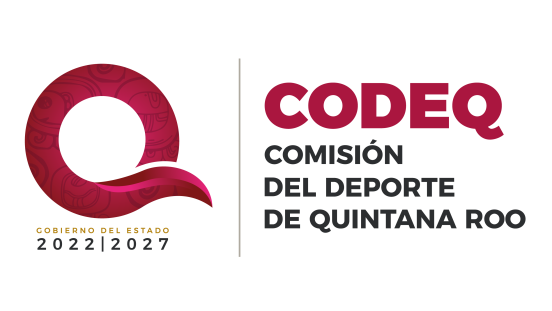 GOBIERNO DEL ESTADO
2022|2027
CODEQ
COMISIÓN
DEL DEPORTE
DE QUINTANA ROO